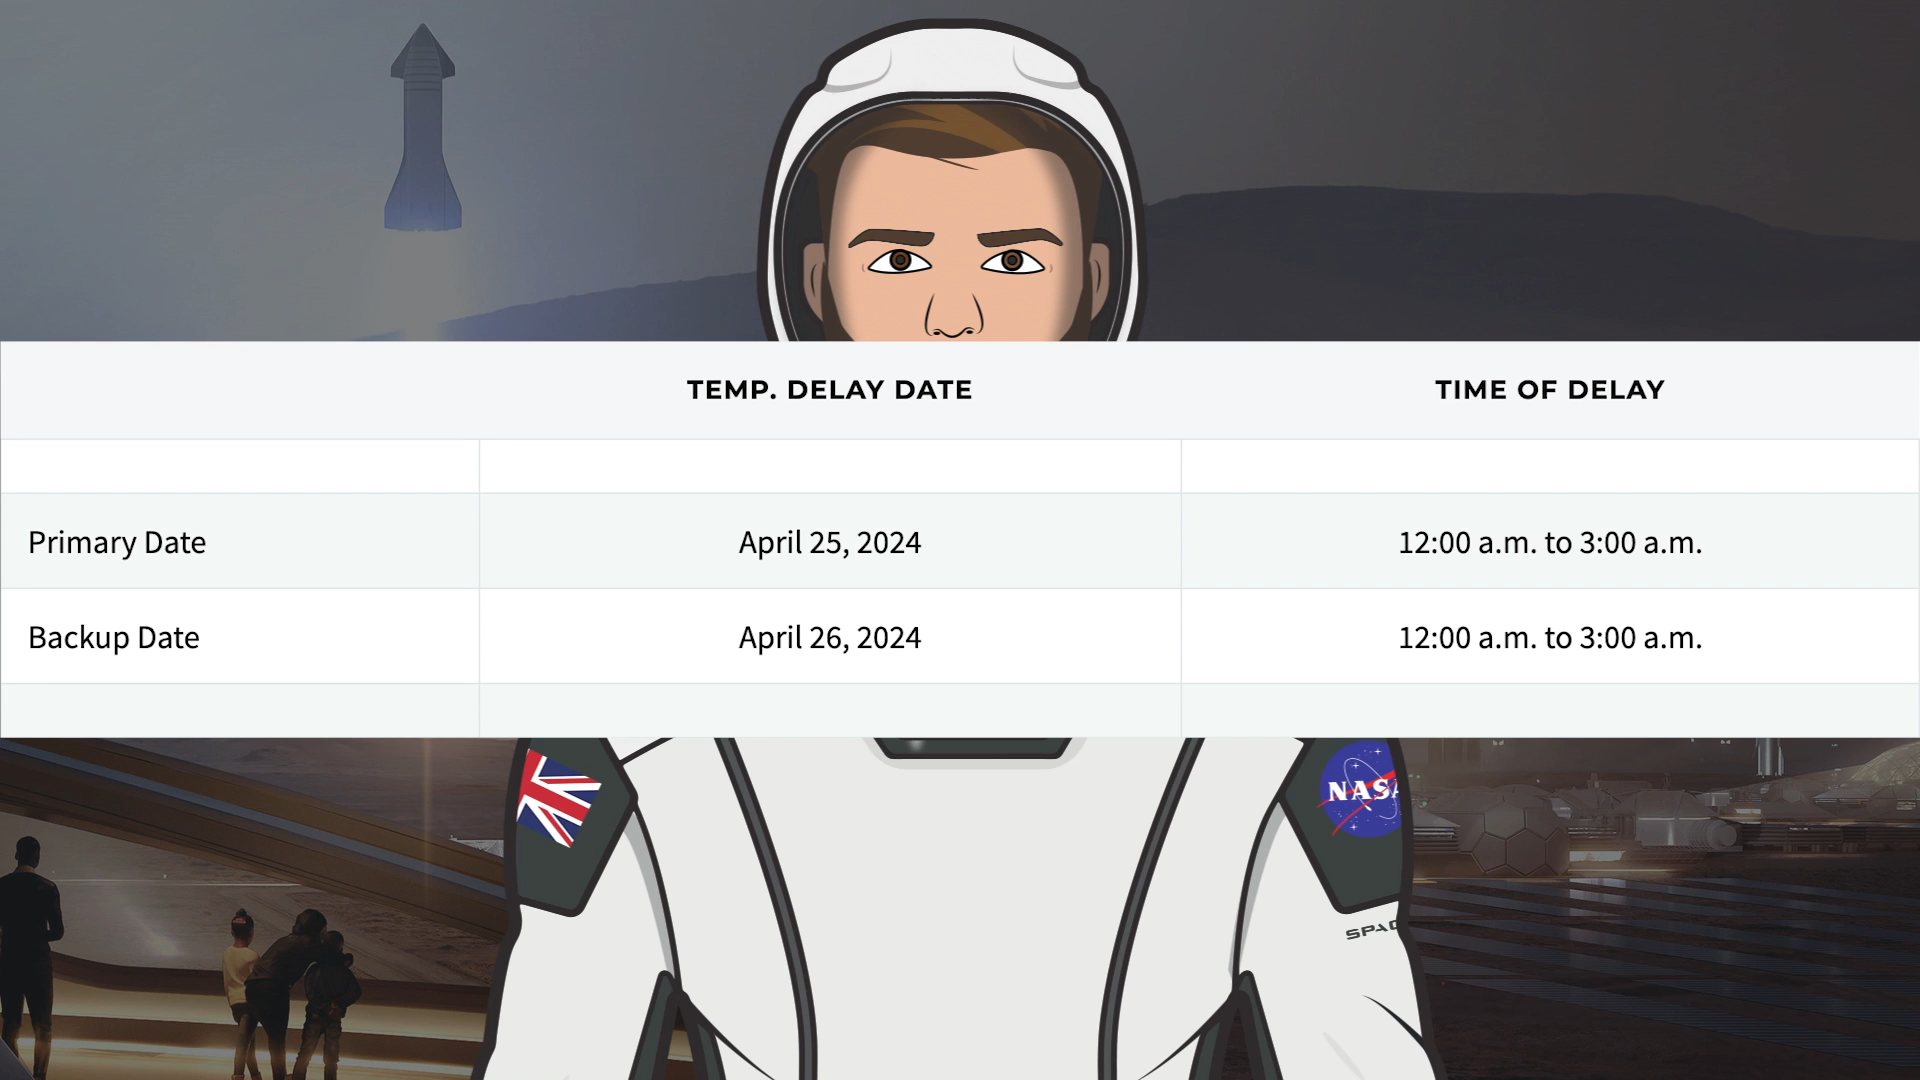 TEMP. DELAY DATE TIME OF DELAY
Primary Date April 25, 2024 12:00 a.m. to 3:00 a.m.
Backup Date April 26, 2024 12:00 a.m. to 3:00 a.m.
NASA
SPAC